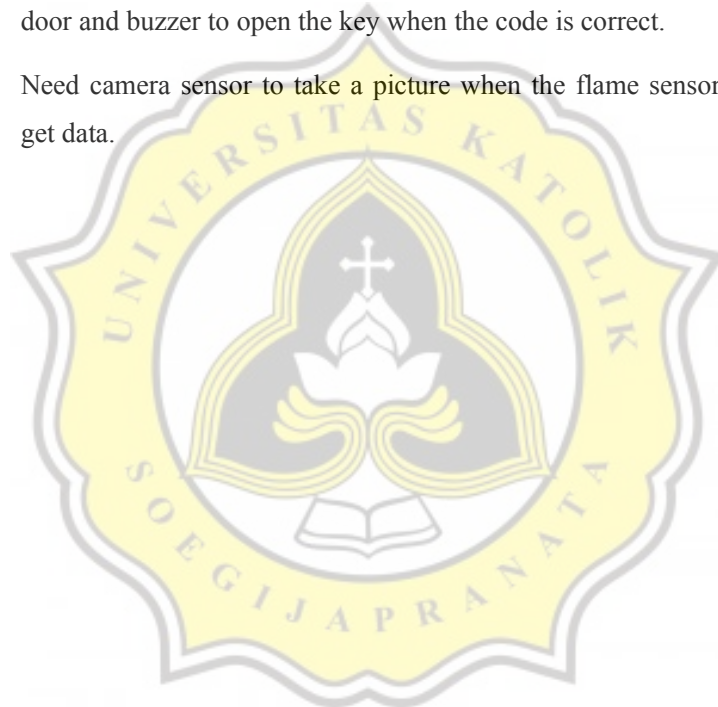 door and buzzer to open the key when the code is correct.
Need camera sensor to take a picture when the flame sensor
get data.
UNIVERSITAS KATOLIK
SOEGIJAPRANATA